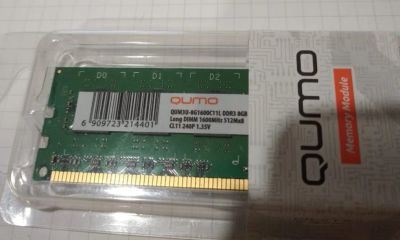 D0 D1 D2
QUMO
QUM3U-8G1600C11L DDR3 8GB
Long DIMM 1600MHz 512Mx8
CL11 240P 1.35V
6 909723 214401
QUMO
Memory Module